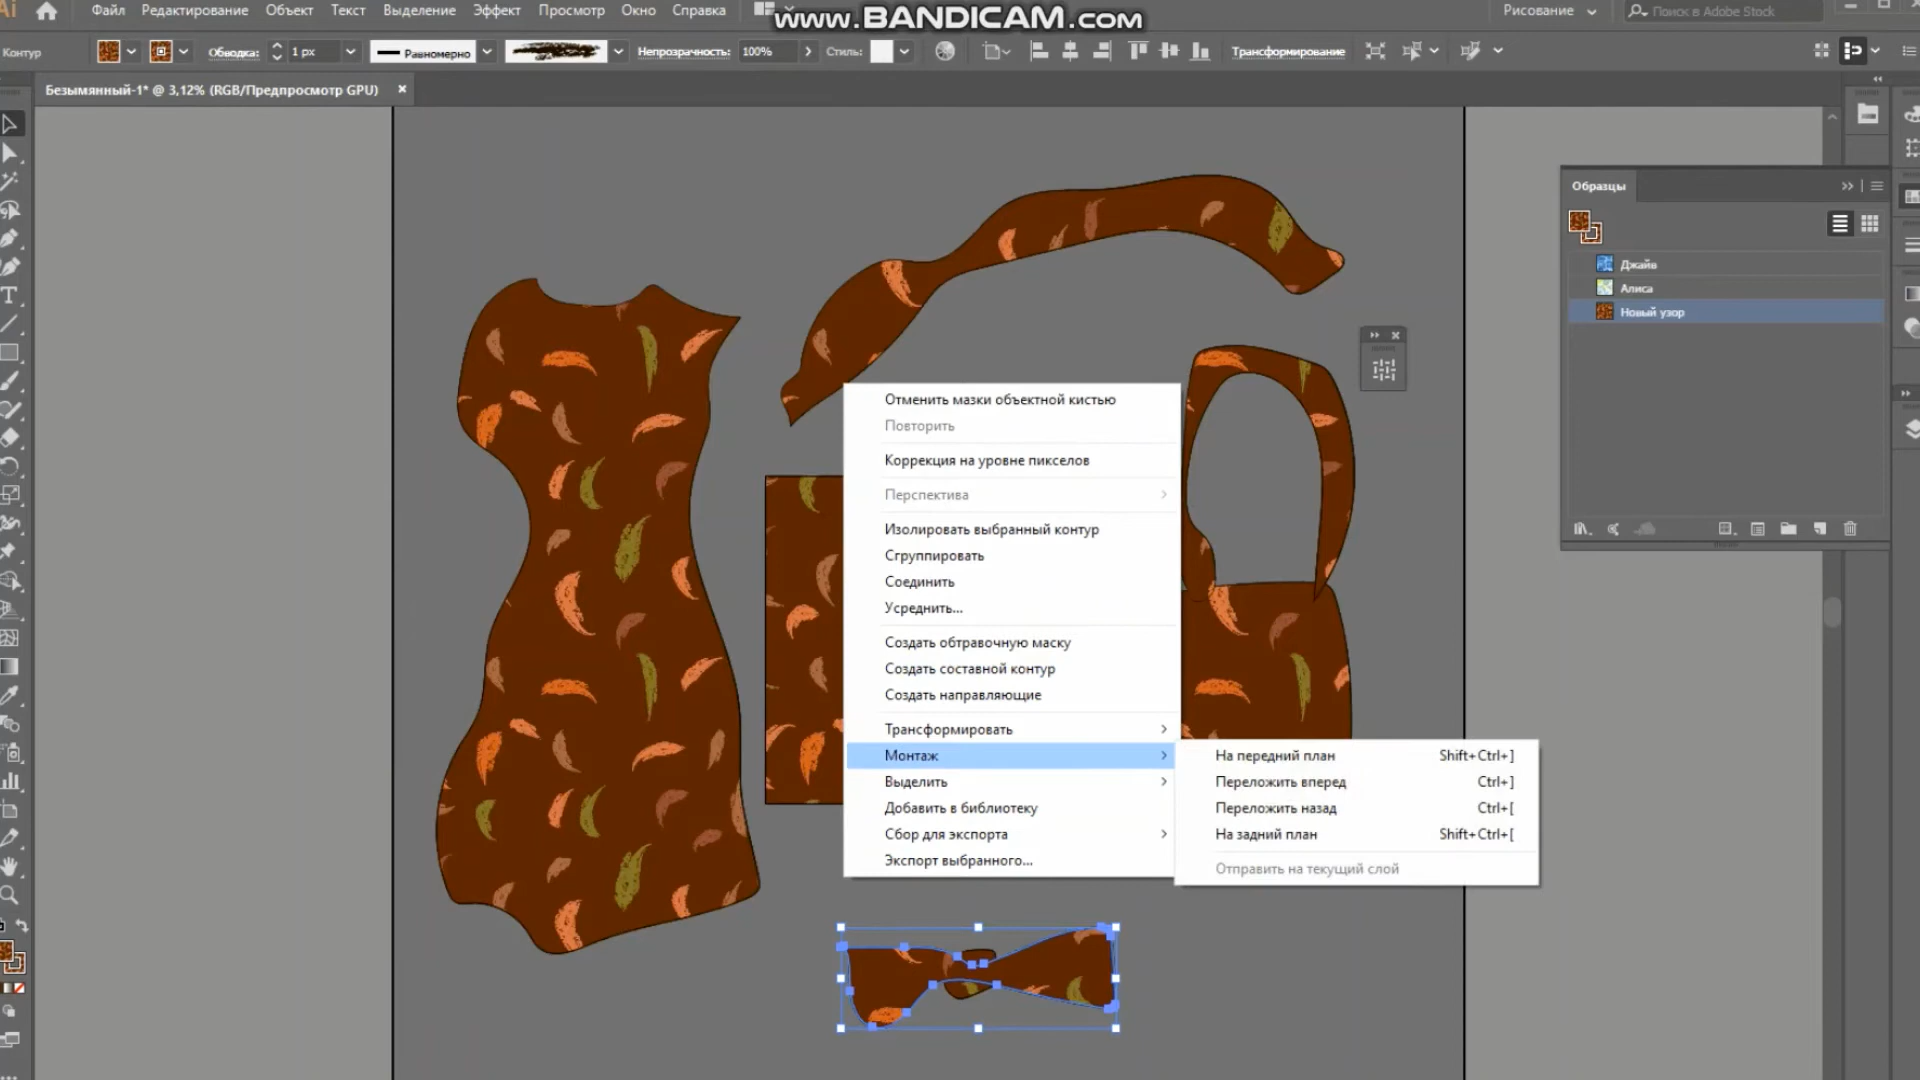 Ai Файл Редактирование Объект Текст Выделение Эффект Просмотр Окно Справка
www.BANDICAM.com
Рисование
Поиск в Adobe Stock
Контур
Обводка: 1 px Равномерно Непрозрачность: 100% Стиль: Трансформирование
Безымянный-1* @ 3,12% (RGB/Предпросмотр GPU)
Образцы
Джайв
Алиса
Новый узор
Отменить мазки объектной кистью
Повторить
Коррекция на уровне пикселов
Перспектива
Изолировать выбранный контур
Сгруппировать
Соединить
Усреднить...
Создать обтравочную маску
Создать составной контур
Создать направляющие
Трансформировать
Монтаж
Выделить
Добавить в библиотеку
Сбор для экспорта
Экспорт выбранного...
На передний план Shift+Ctrl+]
Переложить вперед Ctrl+]
Переложить назад Ctrl+[
На задний план Shift+Ctrl+[
Отправить на текущий слой